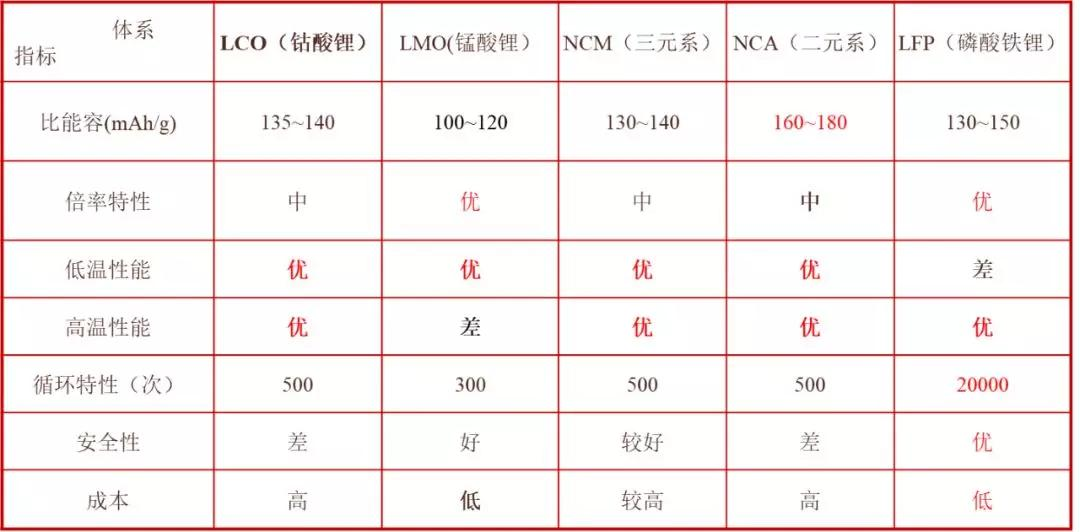 体系
指标
LCO（钴酸锂） LMO(锰酸锂） NCM（三元系） NCA（二元系） LFP（磷酸铁锂）
比能容(mAh/g) 135~140 100~120 130~140 160~180 130~150
倍率特性 中 优 中 中 优
低温性能 优 优 优 优 差
高温性能 优 差 优 优 优
循环特性（次） 500 300 500 500 20000
安全性 差 好 较好 差 优
成本 高 低 较高 高 低